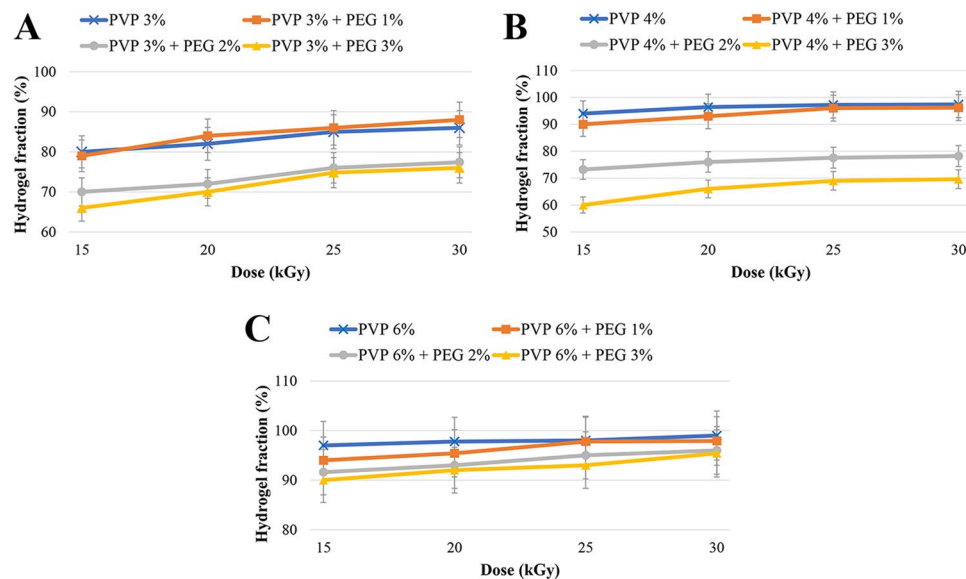 A
PVP 3% PVP 3% + PEG 1%
PVP 3% + PEG 2% PVP 3% + PEG 3%
100
90
80
70
60
Hydrogel fraction (%)
15 20 25 30
Dose (kGy)
B
PVP 4% PVP 4% + PEG 1%
PVP 4% + PEG 2% PVP 4% + PEG 3%
110
100
90
80
70
60
50
Hydrogel fraction (%)
15 20 25 30
Dose (kGy)
C
PVP 6% PVP 6% + PEG 1%
PVP 6% + PEG 2% PVP 6% + PEG 3%
110
100
90
80
Hydrogel fraction (%)
15 20 25 30
Dose (kGy)